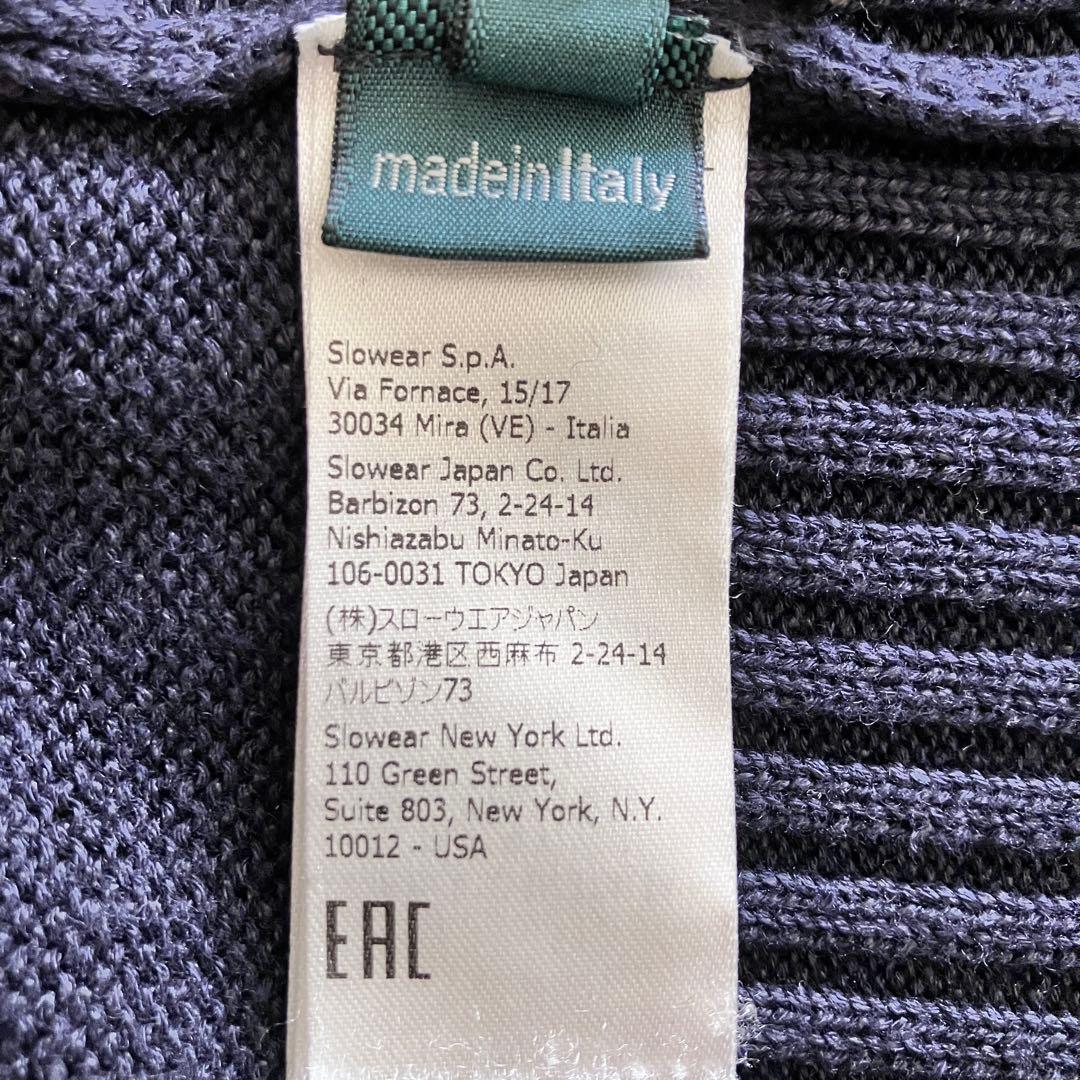 madeinItaly
Slowear S.p.A.
Via Fornace, 15/17
30034 Mira (VE) - Italia
Slowear Japan Co. Ltd.
Barbizon 73, 2-24-14
Nishiazabu Minato-Ku
106-0031 TOKYO Japan
(株)スローウエアジャパン
東京都港区西麻布 2-24-14
バルビゾン73
Slowear New York Ltd.
110 Green Street,
Suite 803, New York, N.Y.
10012 - USA
EAC